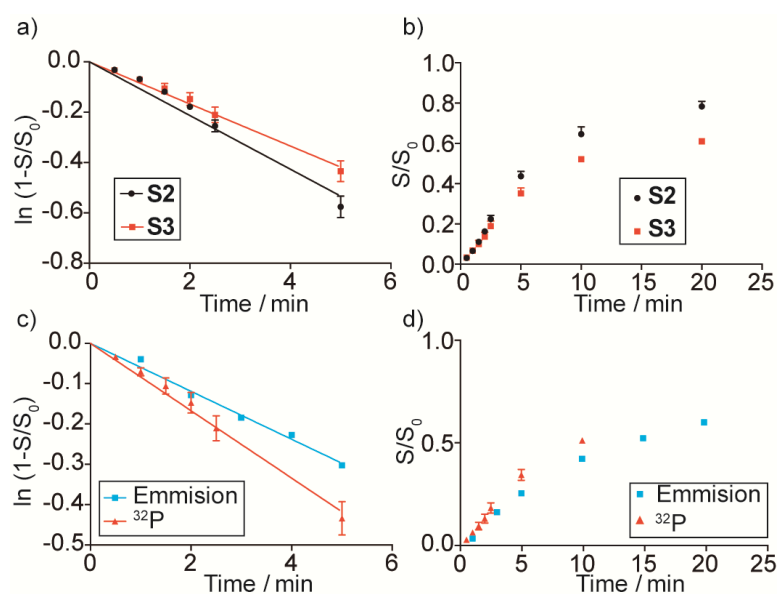 a)
ln (1-S/S0)
0.0
-0.2
-0.4
-0.6
-0.8
S2
S3
0 2 4 6
Time / min
b)
S/S0
1.0
0.8
0.6
0.4
0.2
0.0
S2
S3
0 5 10 15 20 25
Time / min
c)
ln (1-S/S0)
0.0
-0.1
-0.2
-0.3
-0.4
-0.5
Emmision
32P
0 2 4 6
Time / min
d)
S/S0
1.0
0.5
0.0
Emmision
32P
0 5 10 15 20 25
Time / min